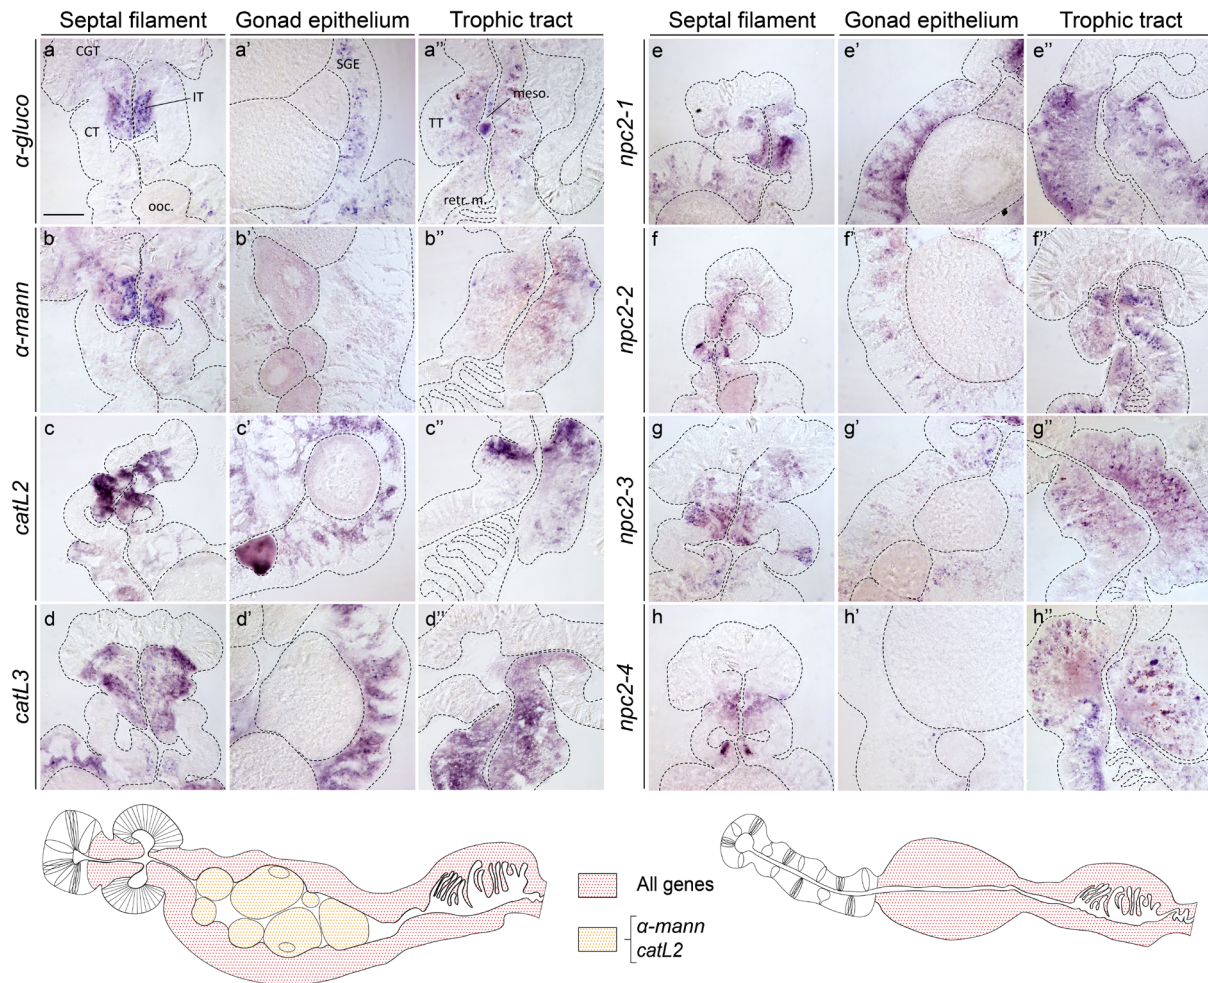 Septal filament Gonad epithelium Trophic tract
Septal filament Gonad epithelium Trophic tract
α-gluco
a
CGT
IT
CT
ooc.
a'
SGE
a''
meso.
TT
retr. m.
npc2-1
e
e'
e''
α-mann
b
b'
b''
npc2-2
f
f'
f''
catL2
c
c'
c''
npc2-3
g
g'
g''
catL3
d
d'
d''
npc2-4
h
h'
h''
All genes
α-mann
catL2